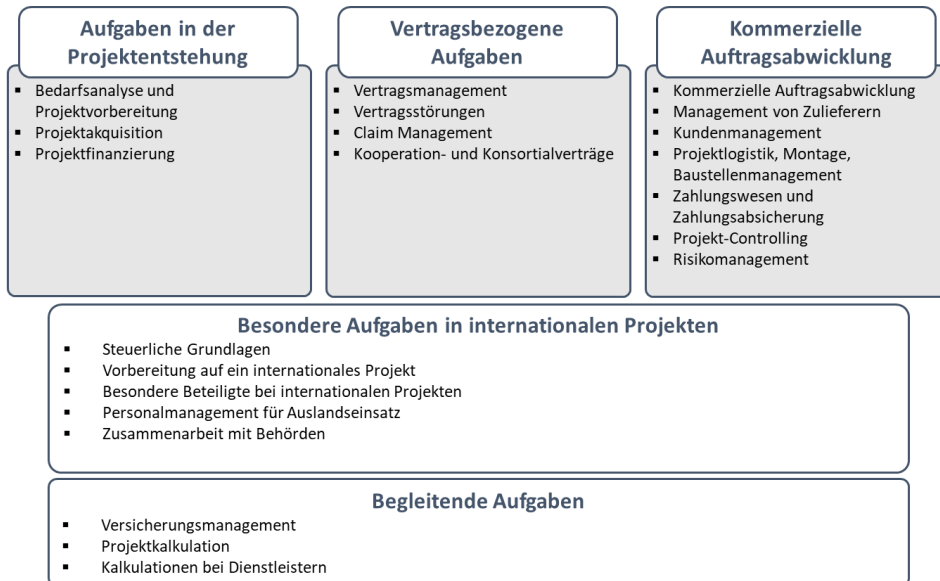 Aufgaben in der
Projektentstehung
▪ Bedarfsanalyse und
Projektvorbereitung
▪ Projektakquisition
▪ Projektfinanzierung
Vertragsbezogene
Aufgaben
▪ Vertragsmanagement
▪ Vertragsstörungen
▪ Claim Management
▪ Kooperation- und Konsortialverträge
Kommerzielle
Auftragsabwicklung
▪ Kommerzielle Auftragsabwicklung
▪ Management von Zulieferern
▪ Kundenmanagement
▪ Projektlogistik, Montage,
Baustellenmanagement
▪ Zahlungswesen und
Zahlungsabsicherung
▪ Projekt-Controlling
▪ Risikomanagement
Besondere Aufgaben in internationalen Projekten
▪ Steuerliche Grundlagen
▪ Vorbereitung auf ein internationales Projekt
▪ Besondere Beteiligte bei internationalen Projekten
▪ Personalmanagement für Auslandseinsatz
▪ Zusammenarbeit mit Behörden
Begleitende Aufgaben
▪ Versicherungsmanagement
▪ Projektkalkulation
▪ Kalkulationen bei Dienstleistern